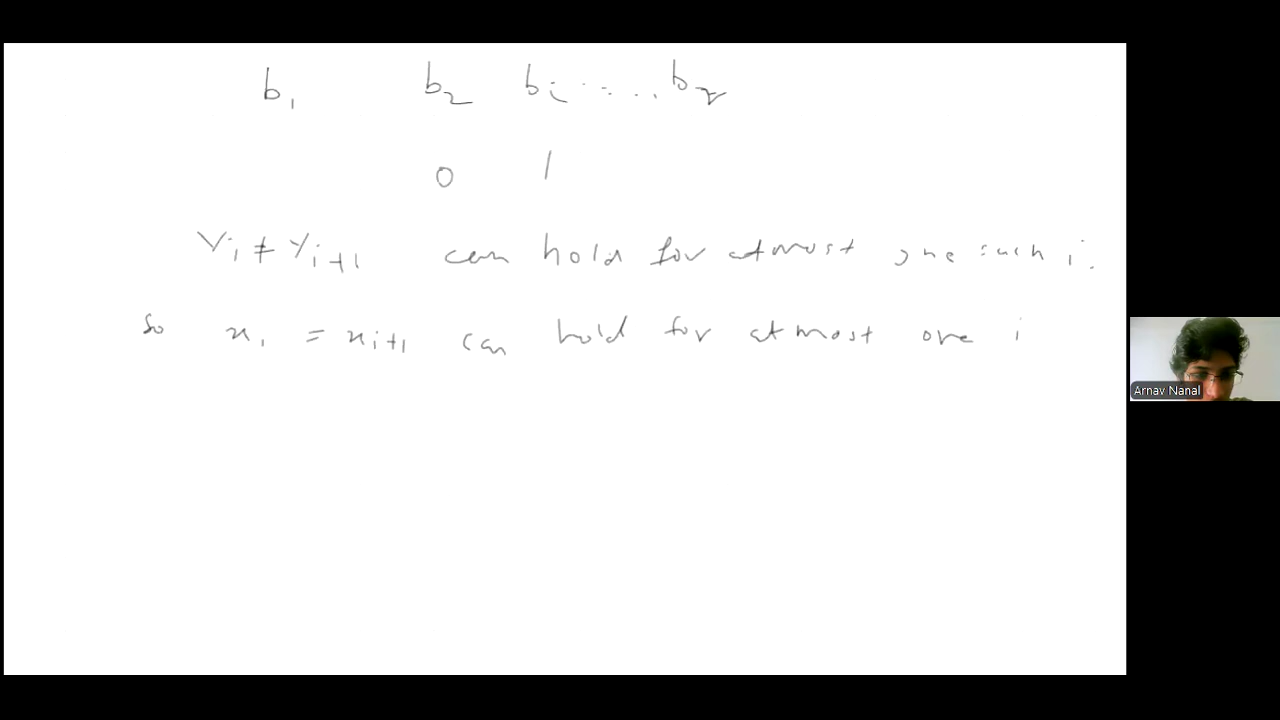 b₁ b₂ bᵢ ..... bᵣ
0 1
Yᵢ ≠ Yᵢ₊₁ can hold for atmost one such i.
So xᵢ = xᵢ₊₁ can hold for atmost one i
Arnav Nanal